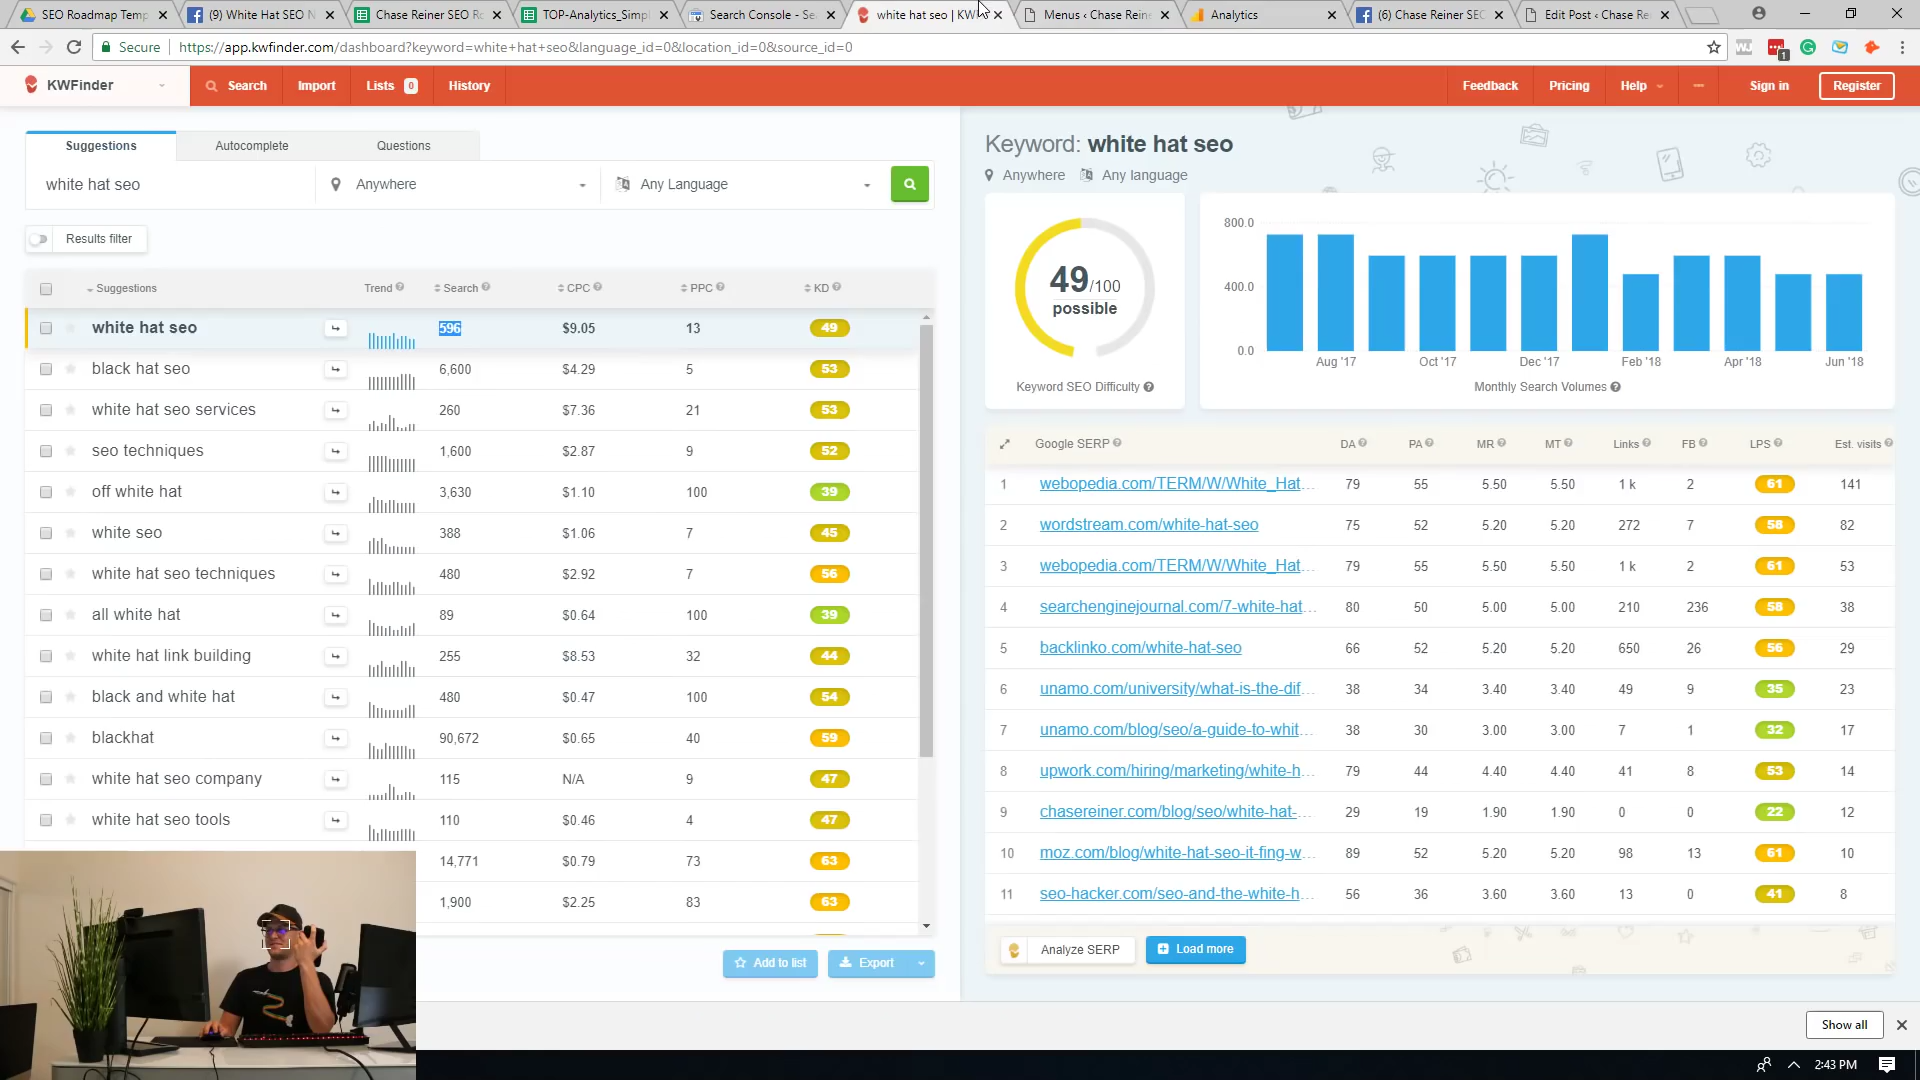 SEO Roadmap Temp
(9) White Hat SEO N
Chase Reiner SEO Ro
TOP-Analytics_Simpl
Search Console - Se
white hat seo | KWF
Menus ‹ Chase Rein
Analytics
(6) Chase Reiner SEO
Edit Post ‹ Chase Re
Secure
https://app.kwfinder.com/dashboard?keyword=white+hat+seo&language_id=0&location_id=0&source_id=0
1
KWFinder
Search
Import
Lists 0
History
Feedback
Pricing
Help
Sign in
Register
Suggestions
Autocomplete
Questions
white hat seo
Anywhere
Any Language
Results filter
Suggestions Trend Search CPC PPC KD
white hat seo 596 $9.05 13 49
black hat seo 6,600 $4.29 5 53
white hat seo services 260 $7.36 21 53
seo techniques 1,600 $2.87 9 52
off white hat 3,630 $1.10 100 39
white seo 388 $1.06 7 45
white hat seo techniques 480 $2.92 7 56
all white hat 89 $0.64 100 39
white hat link building 255 $8.53 32 44
black and white hat 480 $0.47 100 54
blackhat 90,672 $0.65 40 59
white hat seo company 115 N/A 9 47
white hat seo tools 110 $0.46 4 47
14,771 $0.79 73 63
1,900 $2.25 83 63
Add to list
Export
Keyword: white hat seo
Anywhere Any language
49/100
possible
Keyword SEO Difficulty
800.0
400.0
0.0
Aug '17 Oct '17 Dec '17 Feb '18 Apr '18 Jun '18
Monthly Search Volumes
Google SERP DA PA MR MT Links FB LPS Est. visits
1 webopedia.com/TERM/W/White_Hat... 79 55 5.50 5.50 1 k 2 61 141
2 wordstream.com/white-hat-seo 75 52 5.20 5.20 272 7 58 82
3 webopedia.com/TERM/W/White_Hat... 79 55 5.50 5.50 1 k 2 61 53
4 searchenginejournal.com/7-white-hat... 80 50 5.00 5.00 210 236 58 38
5 backlinko.com/white-hat-seo 66 52 5.20 5.20 650 26 56 29
6 unamo.com/university/what-is-the-dif... 38 34 3.40 3.40 49 9 35 23
7 unamo.com/blog/seo/a-guide-to-whit... 38 30 3.00 3.00 7 1 32 17
8 upwork.com/hiring/marketing/white-h... 79 44 4.40 4.40 41 8 53 14
9 chasereiner.com/blog/seo/white-hat-... 29 19 1.90 1.90 0 0 22 12
10 moz.com/blog/white-hat-seo-it-fing-w... 89 52 5.20 5.20 98 13 61 10
11 seo-hacker.com/seo-and-the-white-h... 56 36 3.60 3.60 13 0 41 8
Analyze SERP
Load more
Show all
2:43 PM